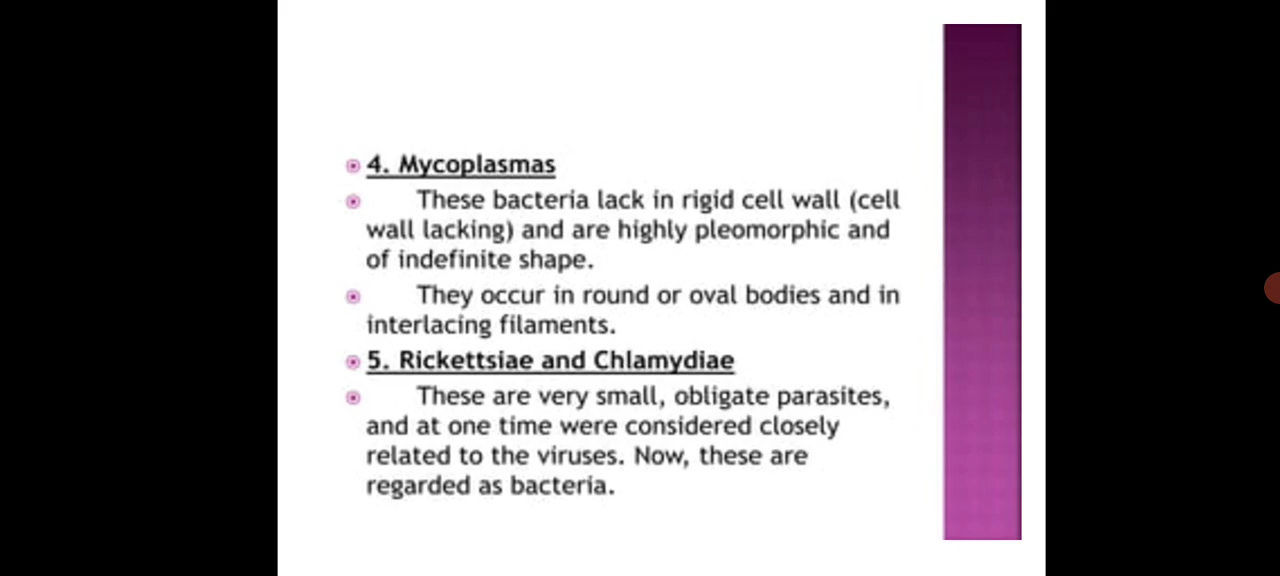 4. Mycoplasmas
These bacteria lack in rigid cell wall (cell
wall lacking) and are highly pleomorphic and
of indefinite shape.
They occur in round or oval bodies and in
interlacing filaments.
5. Rickettsiae and Chlamydiae
These are very small, obligate parasites,
and at one time were considered closely
related to the viruses. Now, these are
regarded as bacteria.